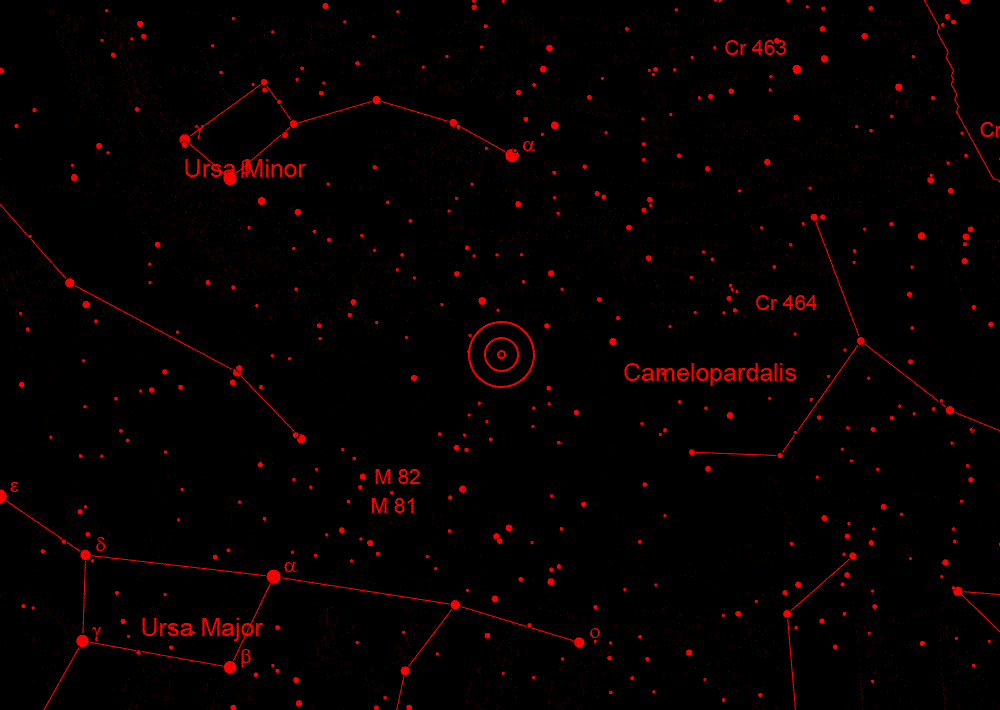 Cr 463
γ
α
Cr
β
Ursa Minor
Cr 464
Camelopardalis
M 82
ε
M 81
δ
α
Ursa Major
γ
ο
β